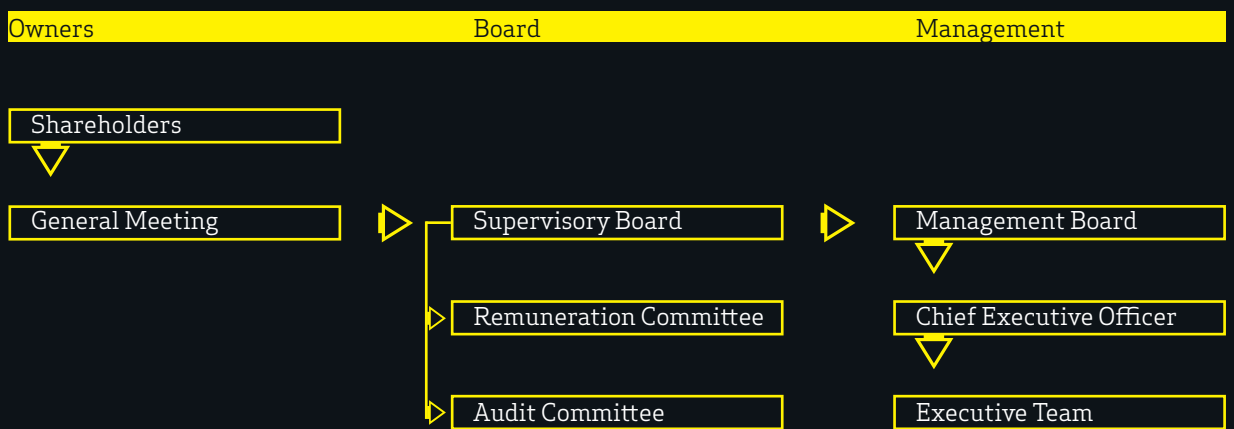 Owners Board Management
Shareholders
General Meeting Supervisory Board Management Board
Remuneration Committee Chief Executive Officer
Audit Committee Executive Team